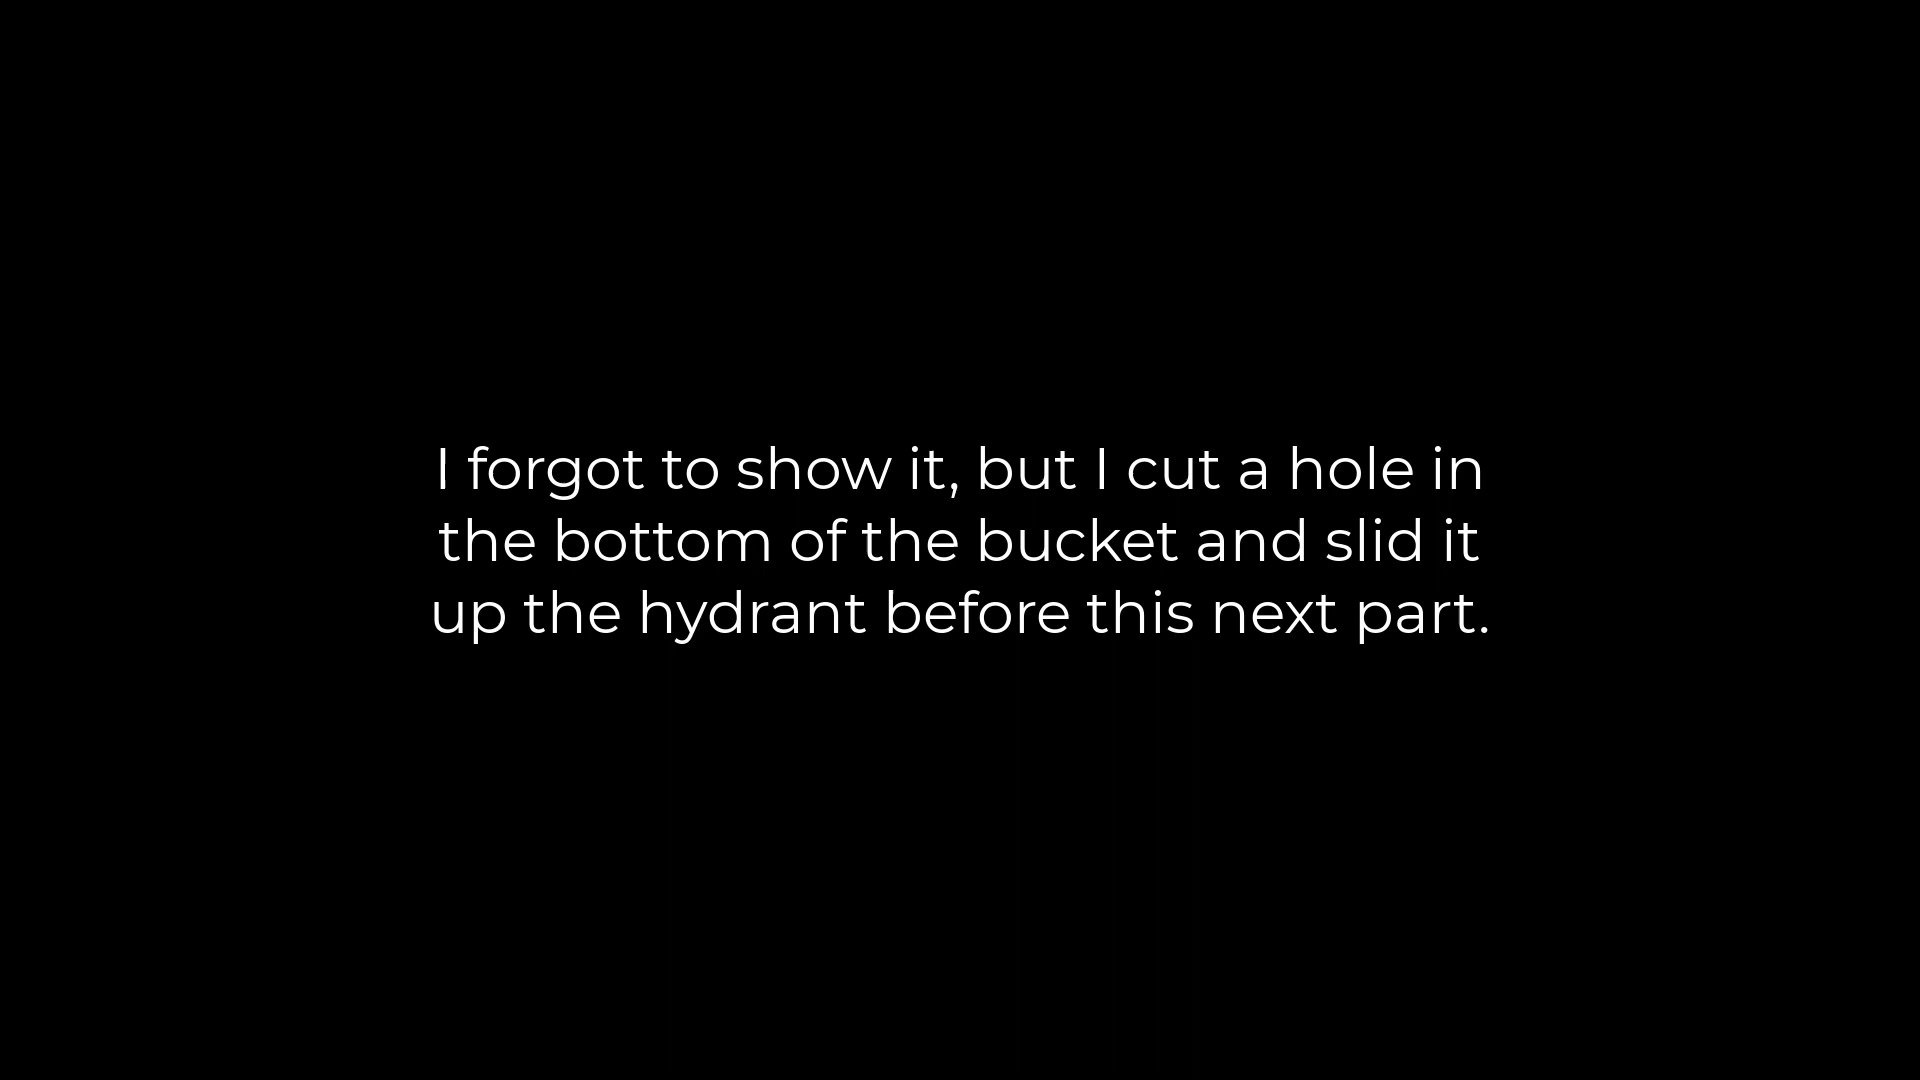 I forgot to show it, but I cut a hole in
the bottom of the bucket and slid it
up the hydrant before this next part.